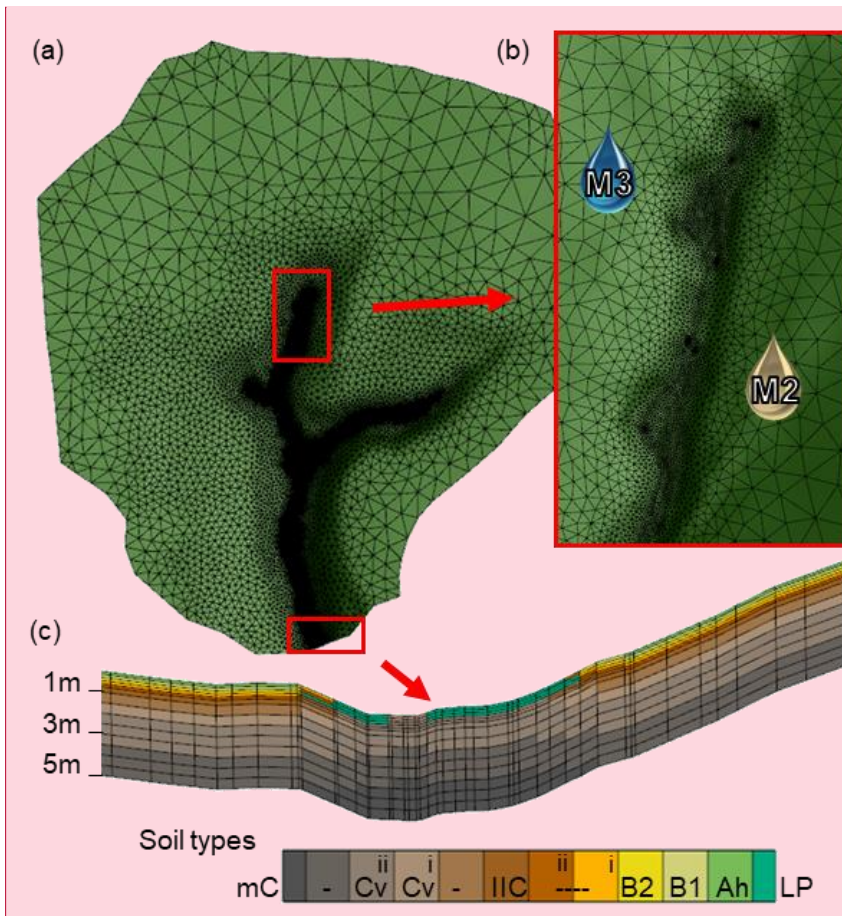 (a)
(b)
M3
M2
(c)
1m
3m
5m
Soil types
ii i ii i
mC - Cv Cv - IIC ---- B2 B1 Ah LP